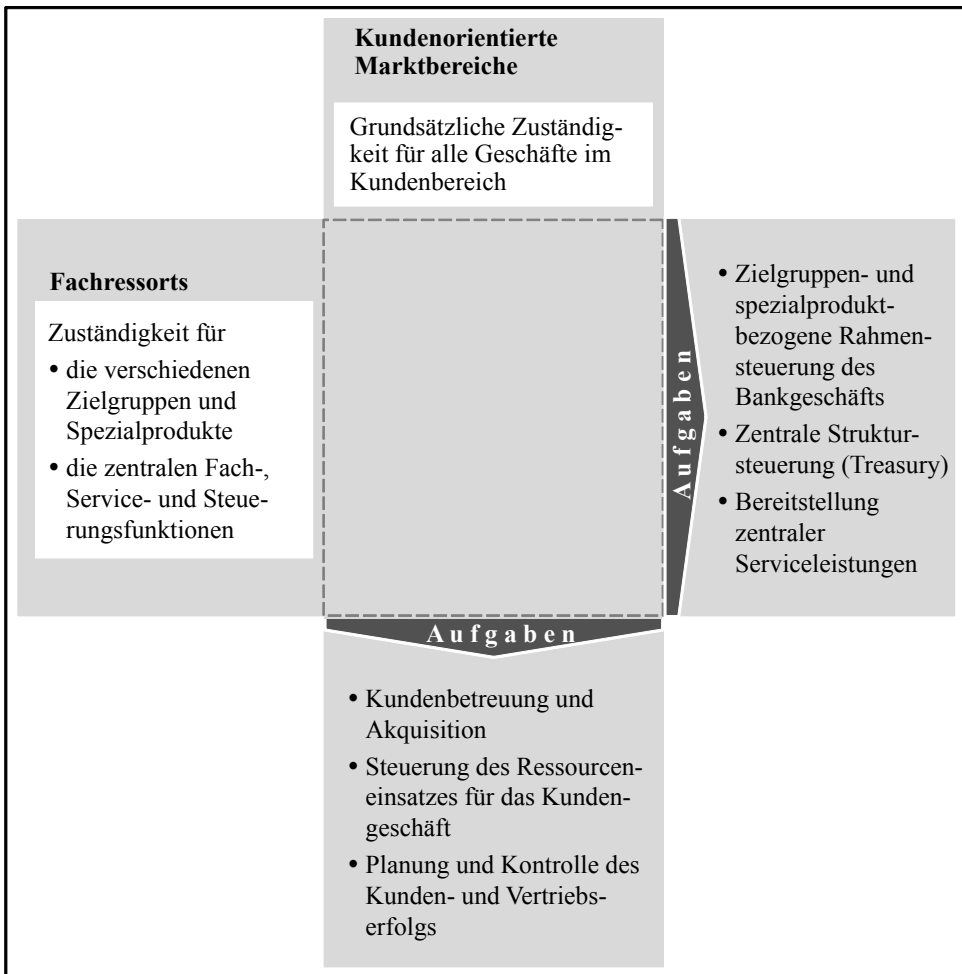 Kundenorientierte
Marktbereiche
Grundsätzliche Zuständig-
keit für alle Geschäfte im
Kundenbereich
Fachressorts
Zuständigkeit für
• die verschiedenen
Zielgruppen und
Spezialprodukte
• die zentralen Fach-,
Service- und Steue-
rungsfunktionen
Aufgaben
• Zielgruppen- und
spezialprodukt-
bezogene Rahmen-
steuerung des
Bankgeschäfts
• Zentrale Struktur-
steuerung (Treasury)
• Bereitstellung
zentraler
Serviceleistungen
Aufgaben
• Kundenbetreuung und
Akquisition
• Steuerung des Ressourcen-
einsatzes für das Kunden-
geschäft
• Planung und Kontrolle des
Kunden- und Vertriebs-
erfolgs